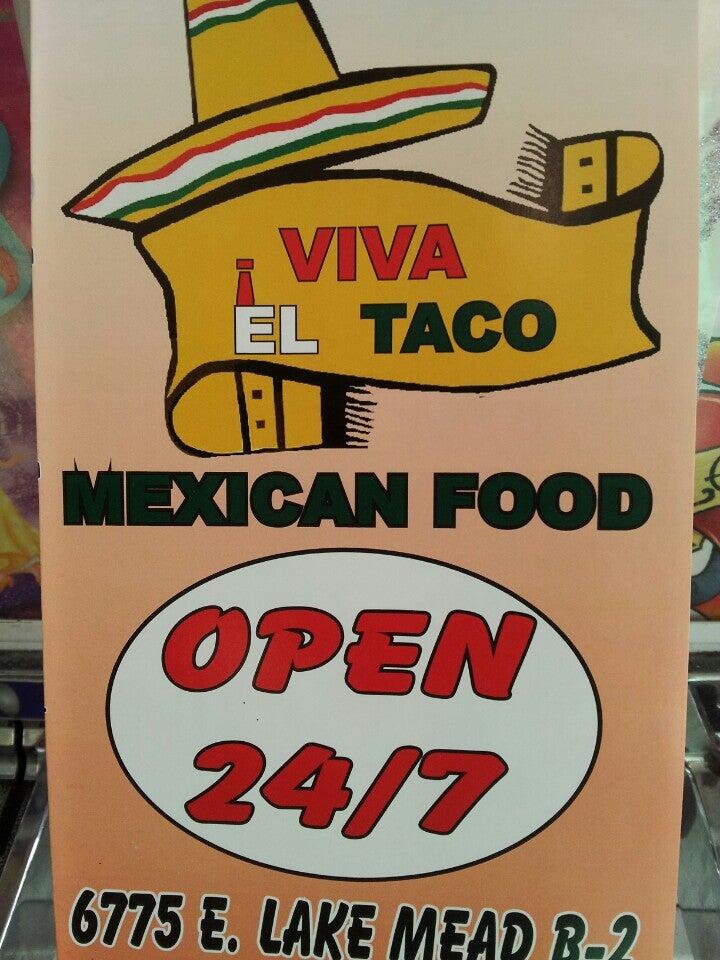 ¡VIVA
EL TACO
MEXICAN FOOD
OPEN
24/7
6775 E. LAKE MEAD B-2